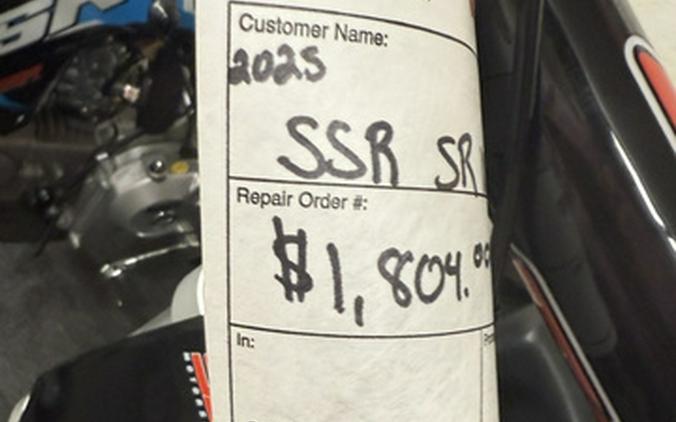 Customer Name:
2025
SSR SR
Repair Order #:
$1,804.00
In: